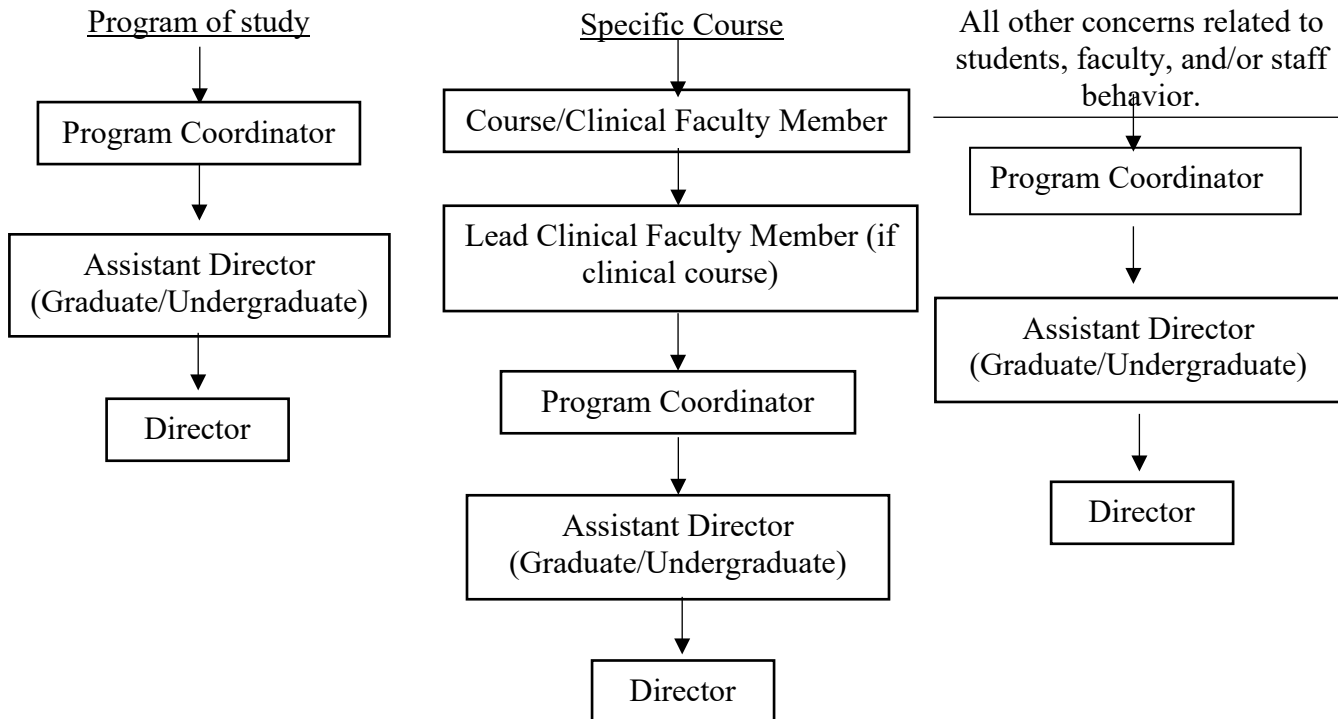 Program of study
Program Coordinator
Assistant Director
(Graduate/Undergraduate)
Director
Specific Course
Course/Clinical Faculty Member
Lead Clinical Faculty Member (if
clinical course)
Program Coordinator
Assistant Director
(Graduate/Undergraduate)
Director
All other concerns related to
students, faculty, and/or staff
behavior.
Program Coordinator
Assistant Director
(Graduate/Undergraduate)
Director